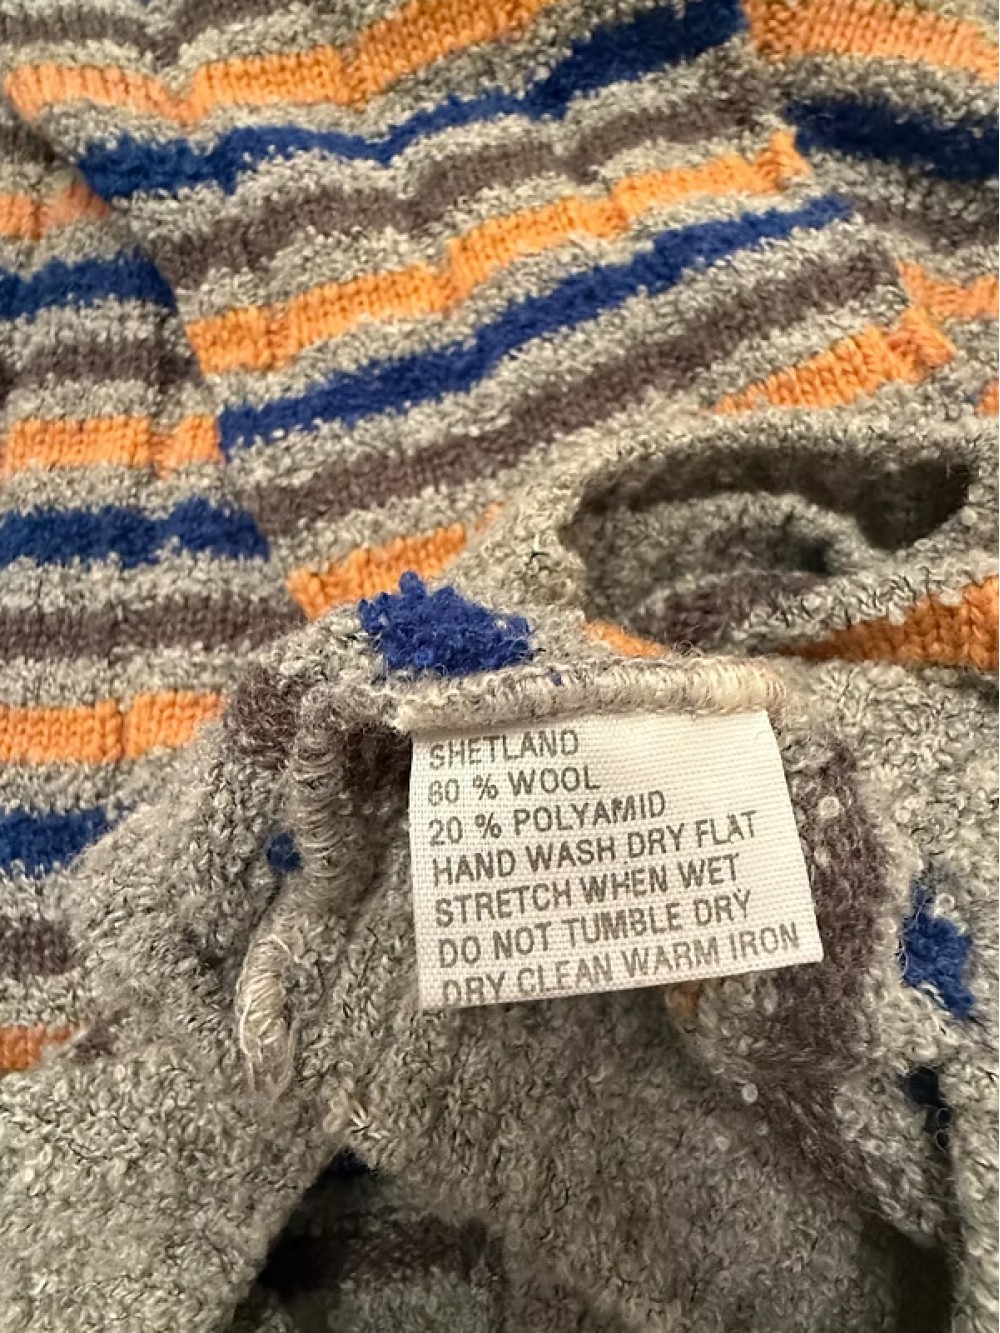 SHETLAND
80 % WOOL
20 % POLYAMID
HAND WASH DRY FLAT
STRETCH WHEN WET
DO NOT TUMBLE DRY
DRY CLEAN WARM IRON